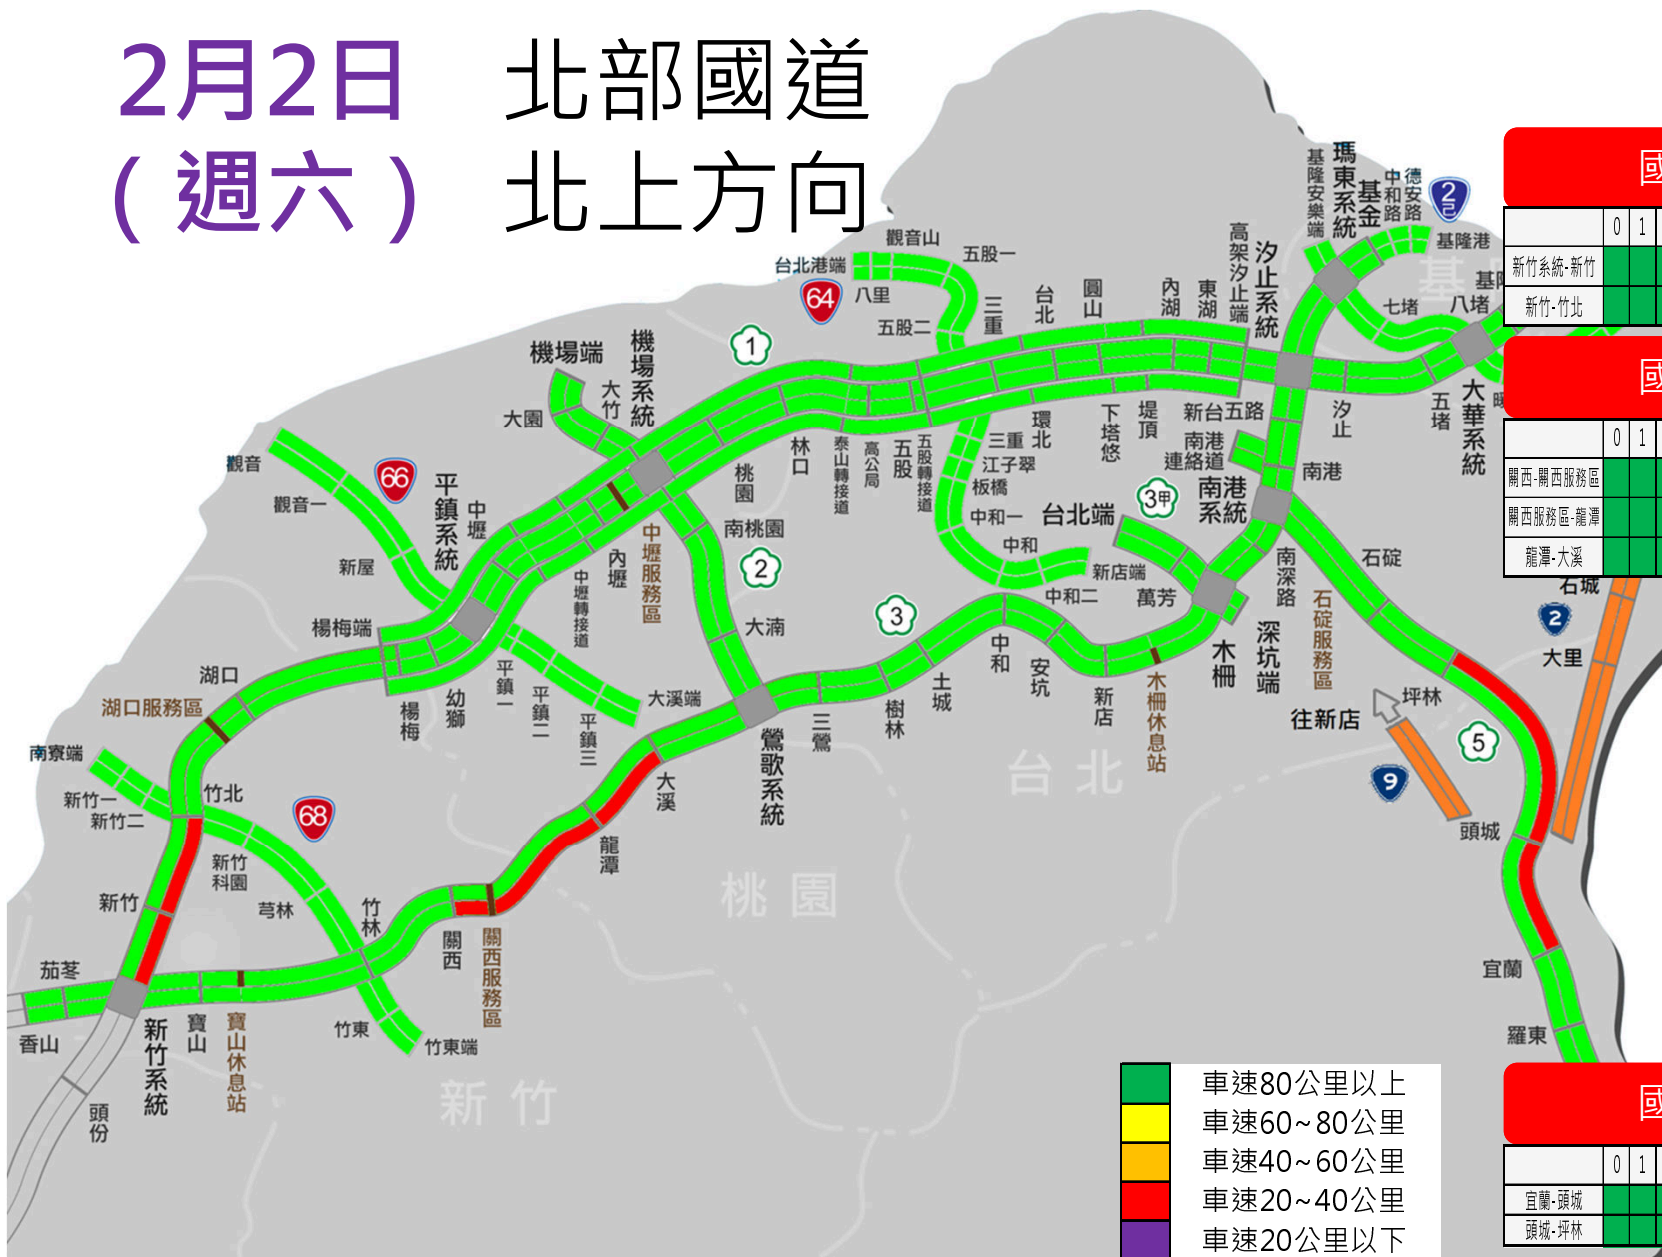 2月2日 北部國道
(週六) 北上方向
瑪東系統
基隆安樂端
基金
中和路
德安路
2己
基隆港
高架汐止端
汐止系統
觀音山
五股一
台北港端
64
八里
五股二
三重
台北
圓山
內湖
東湖
七堵
八堵
機場端
機場系統
1
大竹
大園
汐止
五堵
大華系統
新台五路
堤頂
下塔悠
環北
三重
江子翠
板橋
中和一
南港連絡道
南港
南港系統
3甲
台北端
觀音
66
觀音一
平鎮系統
中壢
桃園
林口
泰山轉接道
高公局
五股
五股轉接道
南桃園
2
中壢服務區
內壢
中壢轉接道
新屋
中和
新店端
中和二
萬芳
南深路
石碇
石碇服務區
石城
2
大里
楊梅端
大湳
3
湖口
湖口服務區
幼獅
楊梅
平鎮一
平鎮二
平鎮三
大溪端
中和
安坑
新店
木柵休息站
木柵
深坑端
坪林
往新店
5
9
頭城
南寮端
新竹一
新竹二
竹北
68
大溪
鶯歌系統
三鶯
樹林
土城
台北
龍潭
新竹科園
新竹
芎林
竹林
關西
關西服務區
桃園
宜蘭
羅東
茄苳
香山
新竹系統
寶山
寶山休息站
竹東
竹東端
新竹
頭份
車速80公里以上
車速60~80公里
車速40~60公里
車速20~40公里
車速20公里以下
0 1
新竹系統-新竹
新竹-竹北
0 1
關西-關西服務區
關西服務區-龍潭
龍潭-大溪
0 1
宜蘭-頭城
頭城-坪林